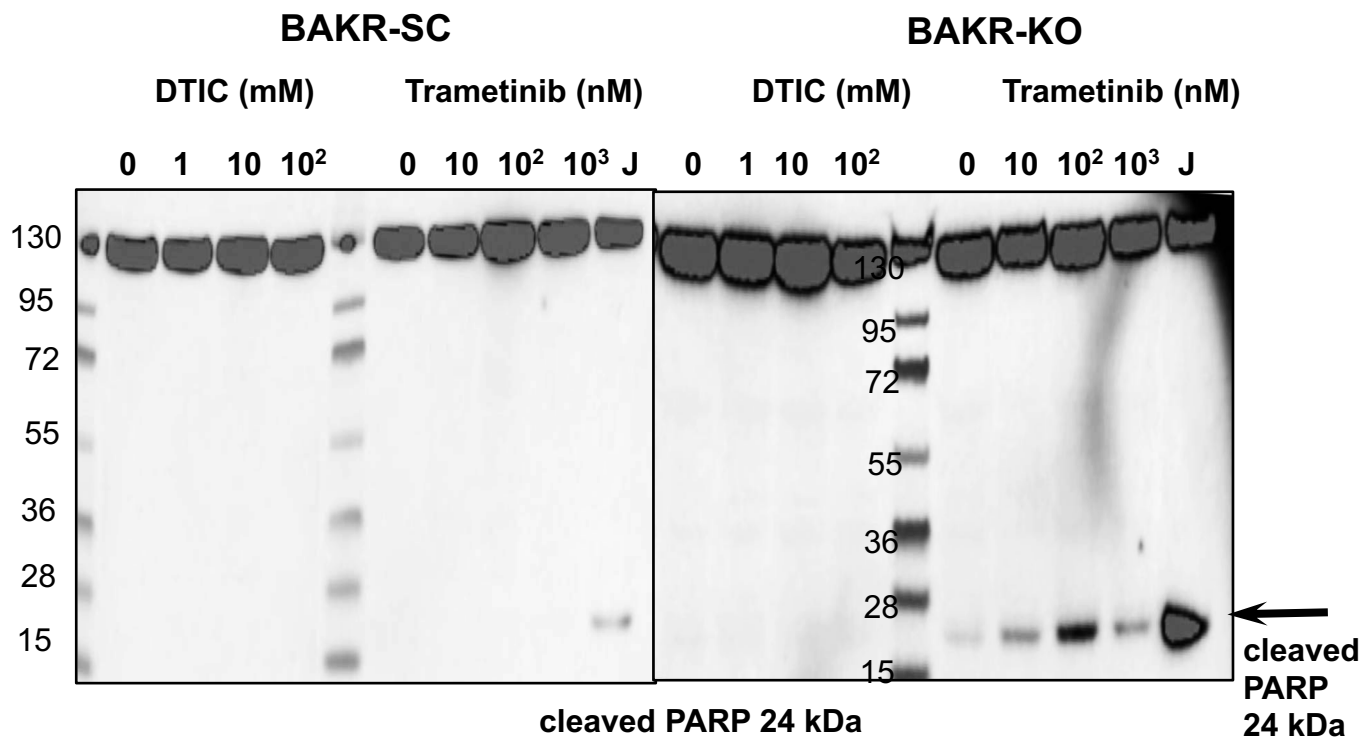 BAKR-SC BAKR-KO
DTIC (mM) Trametinib (nM) DTIC (mM) Trametinib (nM)
0 1 10 10² 0 10 10² 10³ J 0 1 10 10² 0 10 10² 10³ J
130 130
95 95
72 72
55 55
36 36
28 28
15 15
cleaved
PARP
24 kDa
cleaved PARP 24 kDa